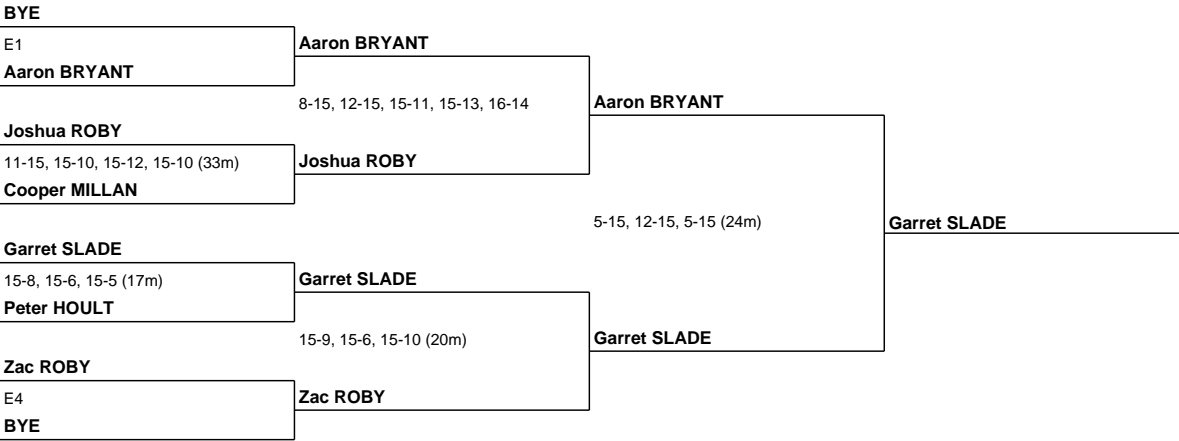 BYE
E1
Aaron BRYANT
Joshua ROBY
11-15, 15-10, 15-12, 15-10 (33m)
Cooper MILLAN
Garret SLADE
15-8, 15-6, 15-5 (17m)
Peter HOULT
Zac ROBY
E4
BYE
Aaron BRYANT
8-15, 12-15, 15-11, 15-13, 16-14
Joshua ROBY
Garret SLADE
15-9, 15-6, 15-10 (20m)
Zac ROBY
Aaron BRYANT
5-15, 12-15, 5-15 (24m)
Garret SLADE
Garret SLADE